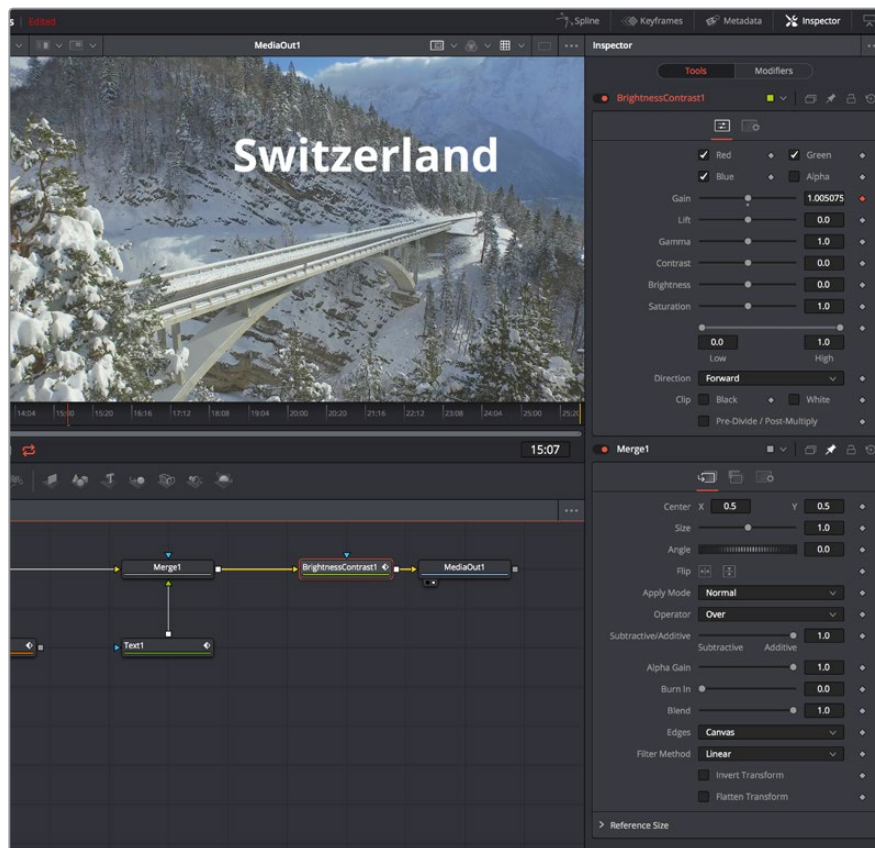 s | Edited
Spline Keyframes Metadata Inspector
MediaOut1
Inspector
Tools Modifiers
BrightnessContrast1
Red Green
Blue Alpha
Gain 1.005075
Lift 0.0
Gamma 1.0
Contrast 0.0
Brightness 0.0
Saturation 1.0
0.0 1.0
Low High
Direction Forward
Clip Black White
Pre-Divide / Post-Multiply
Switzerland
14:04 15:20 16:16 17:12 18:08 19:04 20:00 20:20 21:16 22:12 23:08 24:04 25:00 25:20
15:07
Merge1
Center X 0.5 Y 0.5
Size 1.0
Angle 0.0
Flip
Apply Mode Normal
Operator Over
Subtractive/Additive 1.0
Subtractive Additive
Alpha Gain 1.0
Burn In 0.0
Blend 1.0
Edges Canvas
Filter Method Linear
Invert Transform
Flatten Transform
Reference Size
Merge1 BrightnessContrast1 MediaOut1
Text1